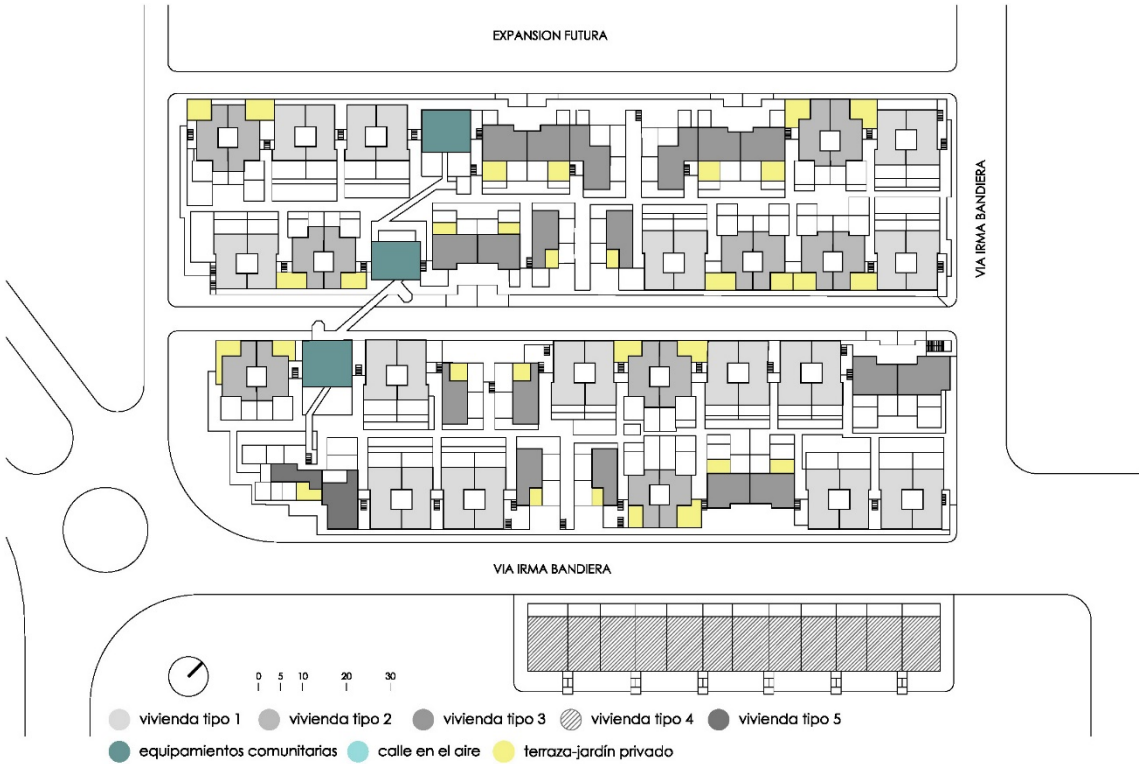 EXPANSION FUTURA
VIA IRMA BANDIERA
VIA IRMA BANDIERA
0 5 10 20 30
vivienda tipo 1 vivienda tipo 2 vivienda tipo 3 vivienda tipo 4 vivienda tipo 5
equipamientos comunitarias calle en el aire terraza-jardín privado